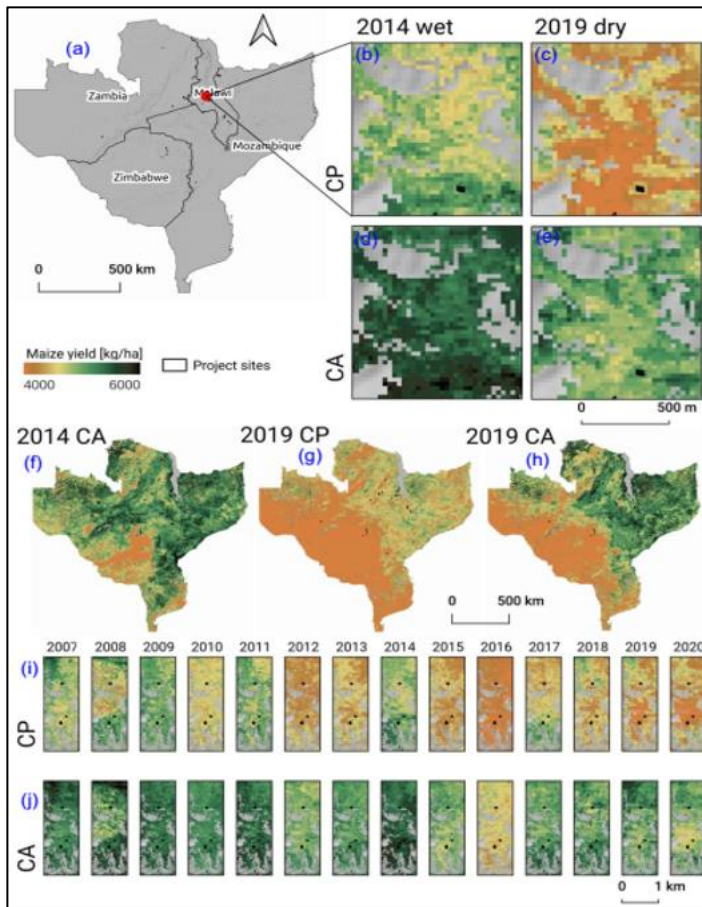 2014 wet
2019 dry
(a)
(b)
(c)
Zambia
Malawi
Mozambique
Zimbabwe
CP
0 500 km
(d)
(e)
Maize yield [kg/ha]
4000 6000
Project sites
CA
0 500 m
2014 CA
2019 CP
2019 CA
(f)
(g)
(h)
0 500 km
2007 2008 2009 2010 2011 2012 2013 2014 2015 2016 2017 2018 2019 2020
(i)
CP
(j)
CA
0 1 km